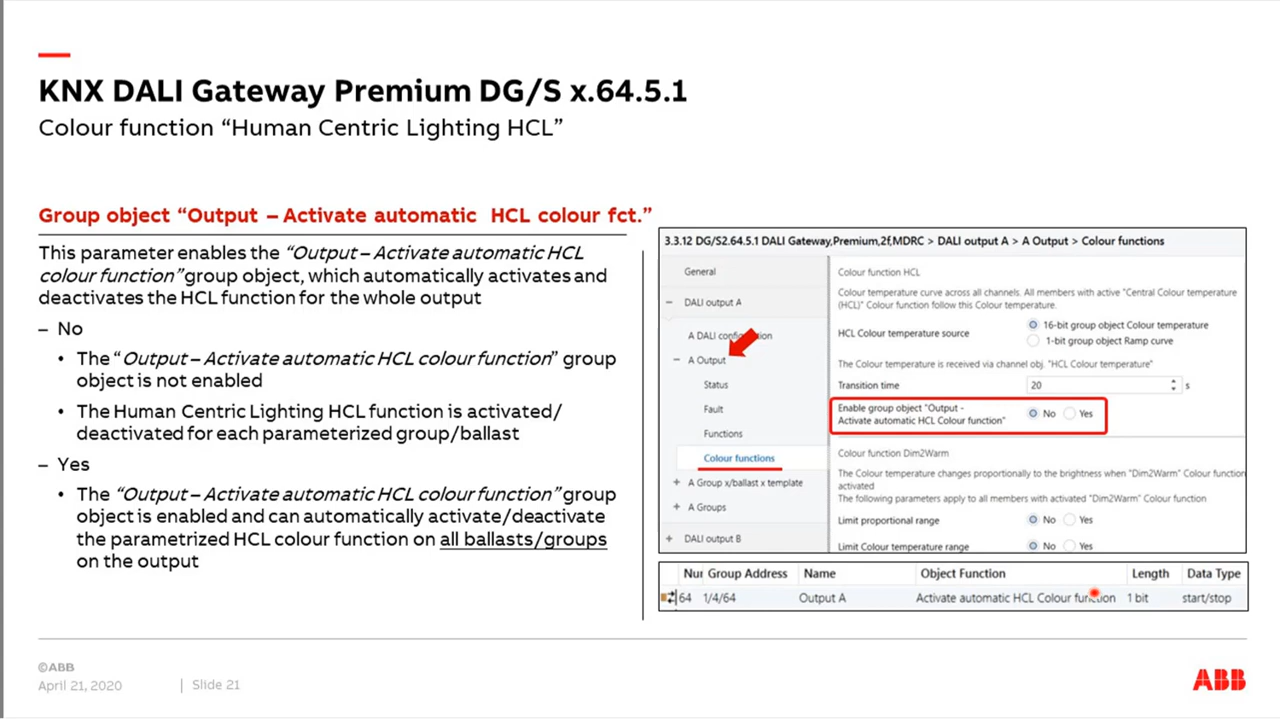 KNX DALI Gateway Premium DG/S x.64.5.1
Colour function “Human Centric Lighting HCL”
Group object “Output – Activate automatic HCL colour fct.”
This parameter enables the “Output – Activate automatic HCL
colour function” group object, which automatically activates and
deactivates the HCL function for the whole output
– No
• The “Output – Activate automatic HCL colour function” group
object is not enabled
• The Human Centric Lighting HCL function is activated/
deactivated for each parameterized group/ballast
– Yes
• The “Output – Activate automatic HCL colour function” group
object is enabled and can automatically activate/deactivate
the parametrized HCL colour function on all ballasts/groups
on the output
3.3.12 DG/S2.64.5.1 DALI Gateway,Premium,2f,MDRC > DALI output A > A Output > Colour functions
General
DALI output A
A DALI configuration
A Output
Status
Fault
Functions
Colour functions
A Group x/ballast x template
A Groups
DALI output B
Colour function HCL
Colour temperature curve across all channels. All members with active "Central Colour temperature
(HCL)" Colour function follow this Colour temperature.
HCL Colour temperature source
16-bit group object Colour temperature
1-bit group object Ramp curve
The Colour temperature is received via channel obj. "HCL Colour temperature"
Transition time 20 s
Enable group object "Output -
Activate automatic HCL Colour function" No Yes
Colour function Dim2Warm
The Colour temperature changes proportionally to the brightness when "Dim2Warm" Colour function
activated
The following parameters apply to all members with activated "Dim2Warm" Colour function
Limit proportional range No Yes
Limit Colour temperature range No Yes
Nur Group Address Name Object Function Length Data Type
64 1/4/64 Output A Activate automatic HCL Colour function 1 bit start/stop
©ABB
April 21, 2020 | Slide 21
ABB